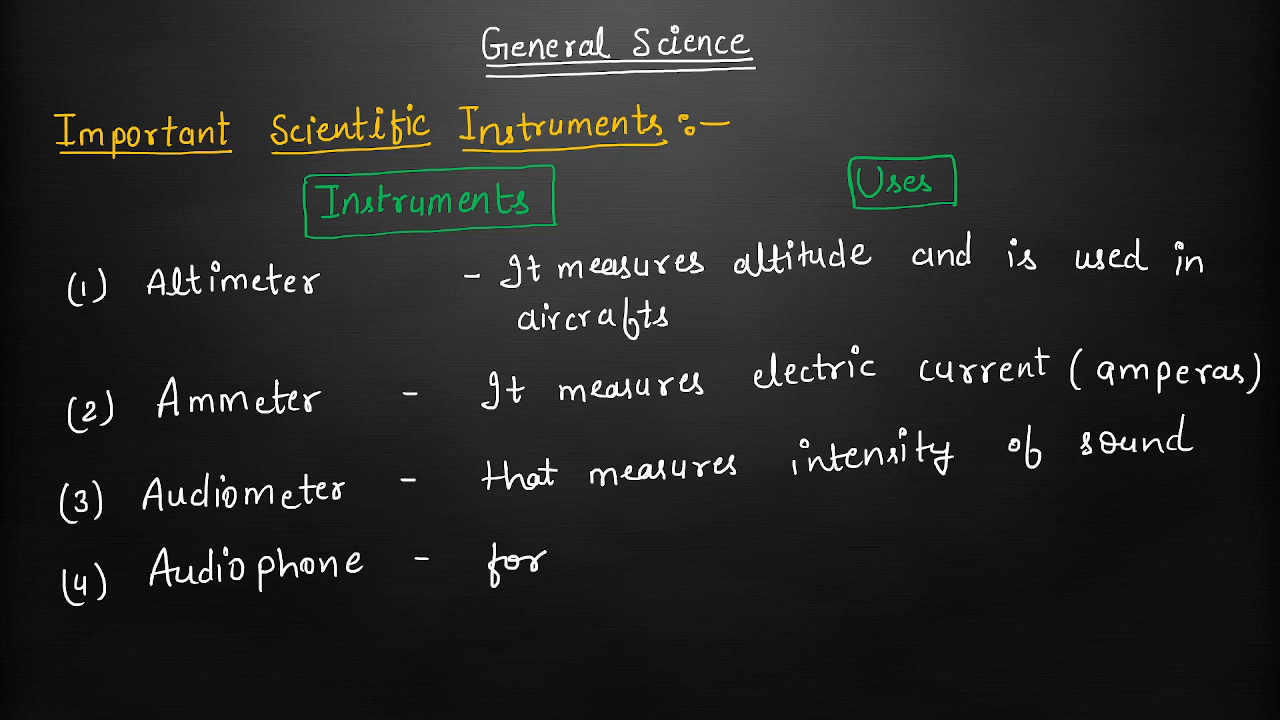 General Science
Important Scientific Instruments :-
Instruments Uses
(1) Altimeter - It measures altitude and is used in
aircrafts
(2) Ammeter - It measures electric current (amperas)
(3) Audiometer - that measures intensity of sound
(4) Audiophone - for